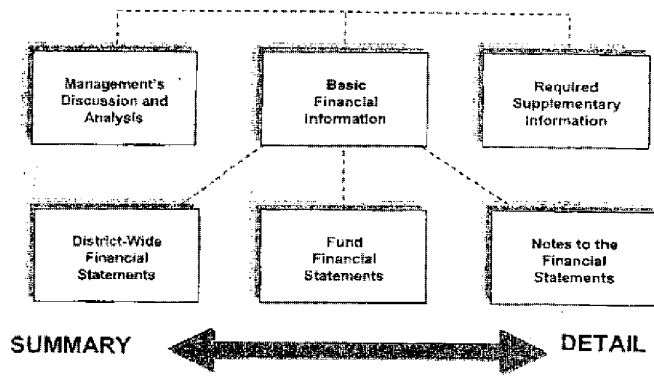 Management's
Discussion and
Analysis
Basic
Financial
Information
Required
Supplementary
Information
District-Wide
Financial
Statements
Fund
Financial
Statements
Notes to the
Financial
Statements
SUMMARY
DETAIL